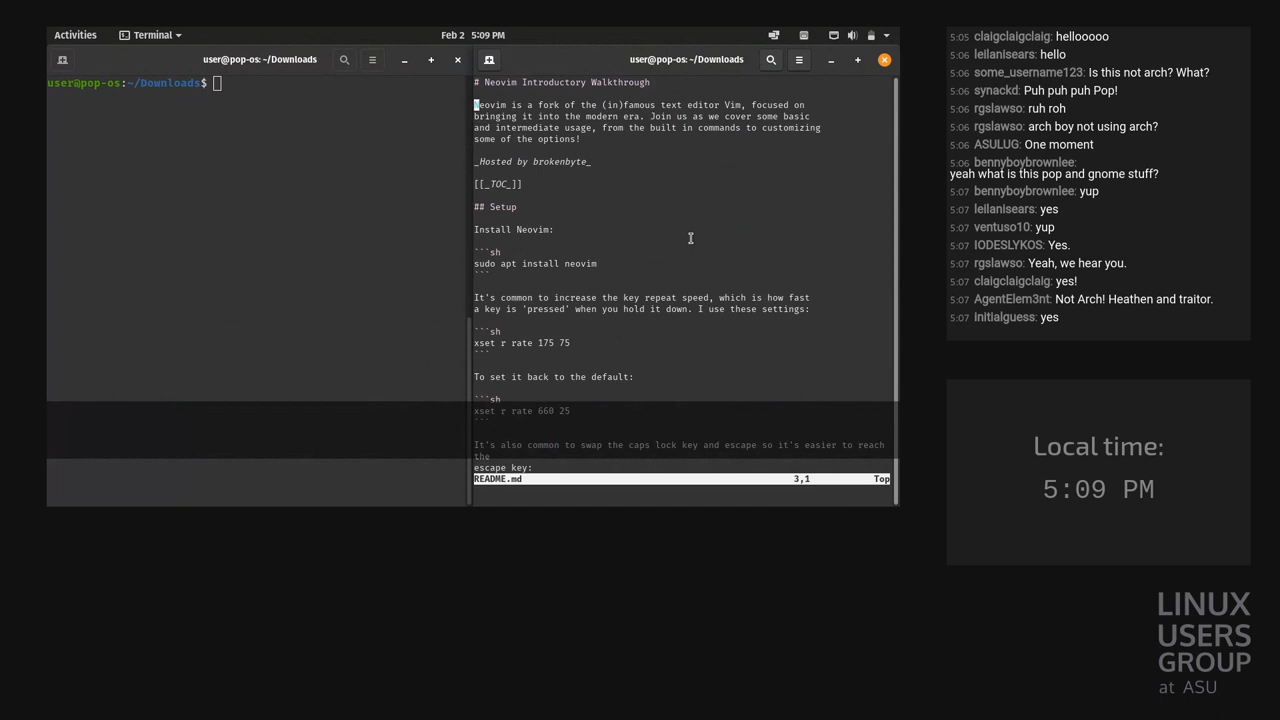 Activities
Terminal
Feb 2 5:09 PM
user@pop-os: ~/Downloads
user@pop-os:~/Downloads$
user@pop-os: ~/Downloads
# Neovim Introductory Walkthrough
Neovim is a fork of the (in)famous text editor Vim, focused on
bringing it into the modern era. Join us as we cover some basic
and intermediate usage, from the built in commands to customizing
some of the options!
_Hosted by brokenbyte_
[[_TOC_]]
## Setup
Install Neovim:
```sh
sudo apt install neovim
```
It's common to increase the key repeat speed, which is how fast
a key is 'pressed' when you hold it down. I use these settings:
```sh
xset r rate 175 75
```
To set it back to the default:
```sh
xset r rate 660 25
```
It's also common to swap the caps lock key and escape so it's easier to reach
the
escape key:
README.md 3,1 Top
5:05 claigclaigclaig: hellooooo
5:06 leilanisears: hello
5:06 some_username123: Is this not arch? What?
5:06 synackd: Puh puh puh Pop!
5:06 rgslawso: ruh roh
5:06 rgslawso: arch boy not using arch?
5:06 ASULUG: One moment
5:06 bennyboybrownlee:
yeah what is this pop and gnome stuff?
5:07 bennyboybrownlee: yup
5:07 leilanisears: yes
5:07 ventuso10: yup
5:07 IODESLYKOS: Yes.
5:07 rgslawso: Yeah, we hear you.
5:07 claigclaigclaig: yes!
5:07 AgentElem3nt: Not Arch! Heathen and traitor.
5:07 initialguess: yes
Local time:
5:09 PM
LINUX
USERS
GROUP
at ASU